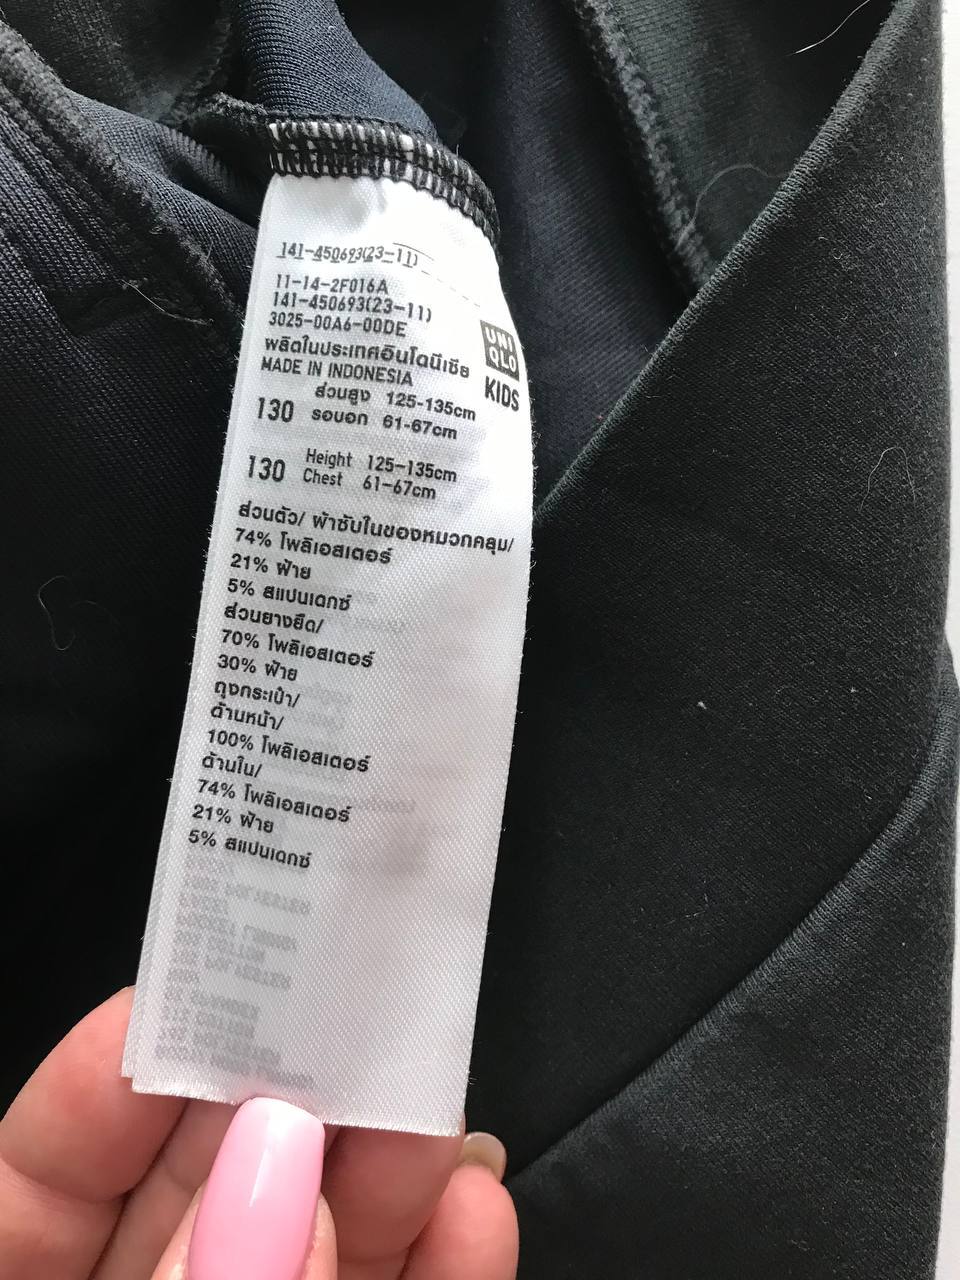 141-450693(23-11)
11-14-2F016A
141-450693(23-11)
3025-00A6-00DE
UNI
QLO
KIDS
ผลิตในประเทศอินโดนีเซีย
MADE IN INDONESIA
130 ส่วนสูง 125-135cm
รอบอก 61-67cm
130 Height 125-135cm
Chest 61-67cm
ส่วนตัว/ ผ้าซับในของหมวกคลุม/
74% โพลิเอสเตอร์
21% ฝ้าย
5% สแปนเดกซ์
ส่วนยางยืด/
70% โพลิเอสเตอร์
30% ฝ้าย
ถุงกระเป๋า/
ด้านหน้า/
100% โพลิเอสเตอร์
ด้านใน/
74% โพลิเอสเตอร์
21% ฝ้าย
5% สแปนเดกซ์